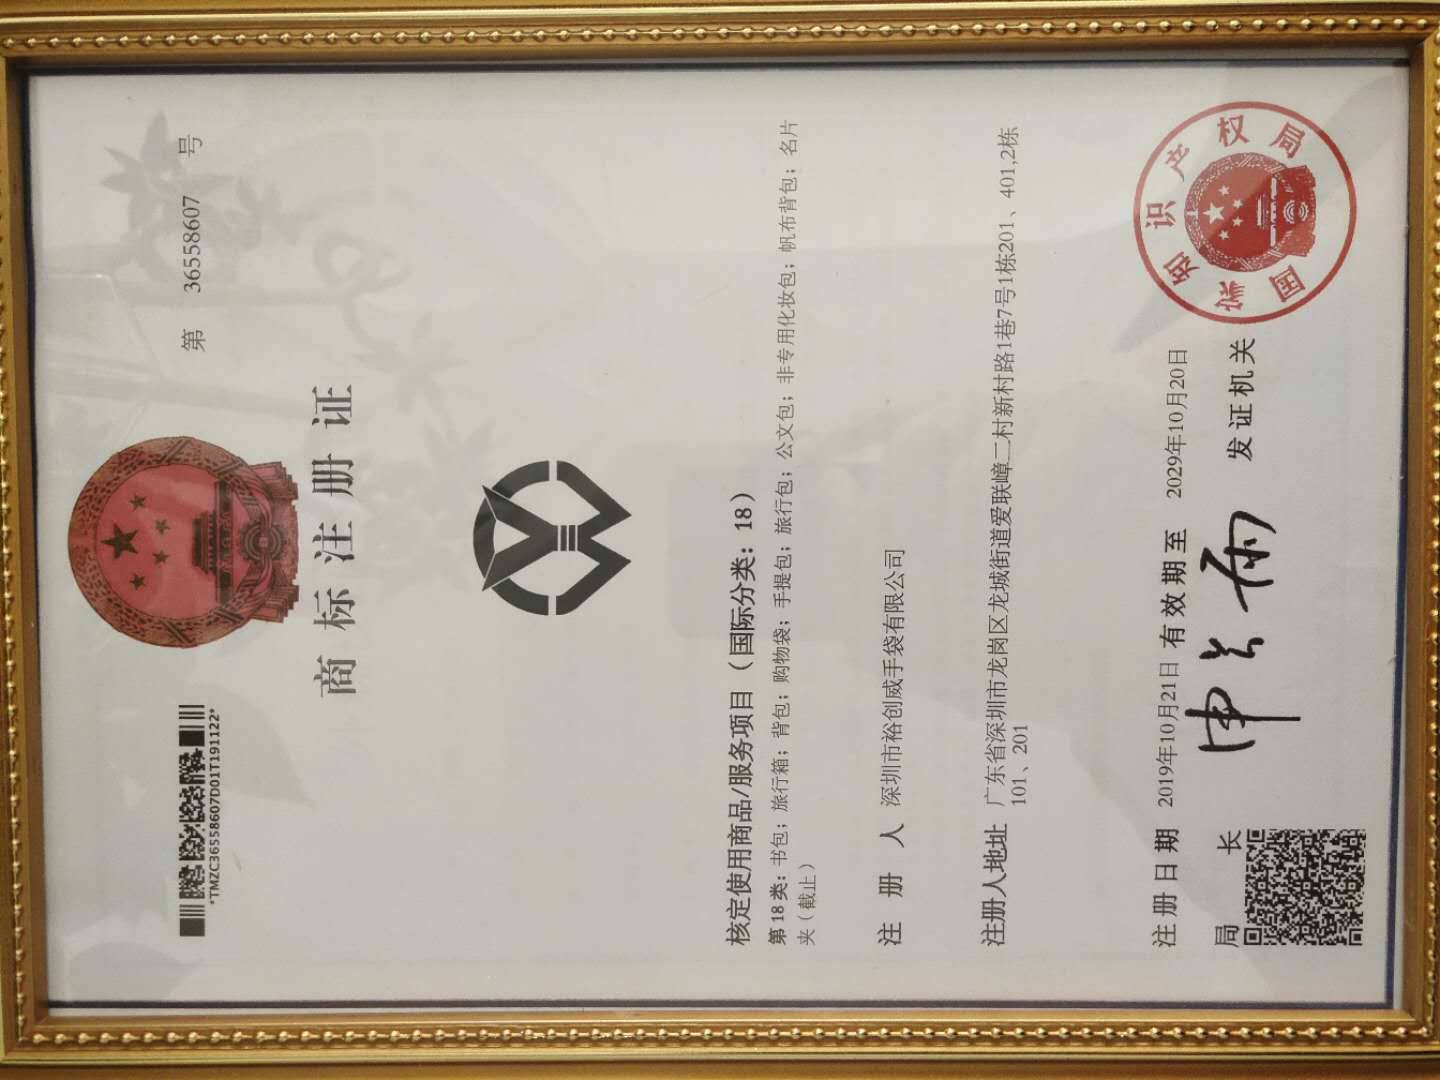 *TMZC36558607D01T191122*
第 36558607 号
商标注册证
核定使用商品/服务项目（国际分类：18）
第18类：书包；旅行箱；背包；购物袋；手提包；旅行包；公文包；非专用化妆包；帆布背包；名片
夹（截止）
注册人 深圳市裕创威手袋有限公司
注册人地址 广东省深圳市龙岗区龙城街道爱联嶂二村新村路1巷7号1栋201、401,2栋
101、201
注册日期 2019年10月21日 有效期至 2029年10月20日
局长 申长雨 发证机关
国家知识产权局